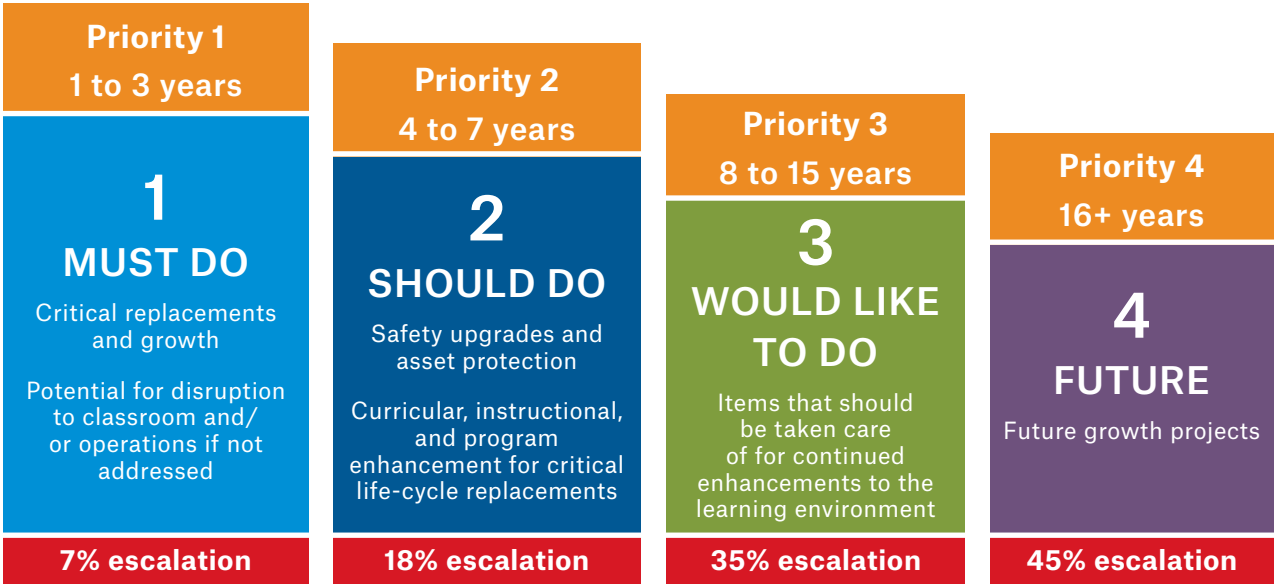 Priority 1
1 to 3 years
1
MUST DO
Critical replacements
and growth
Potential for disruption
to classroom and/
or operations if not
addressed
7% escalation
Priority 2
4 to 7 years
2
SHOULD DO
Safety upgrades and
asset protection
Curricular, instructional,
and program
enhancement for critical
life-cycle replacements
18% escalation
Priority 3
8 to 15 years
3
WOULD LIKE
TO DO
Items that should
be taken care
of for continued
enhancements to the
learning environment
35% escalation
Priority 4
16+ years
4
FUTURE
Future growth projects
45% escalation